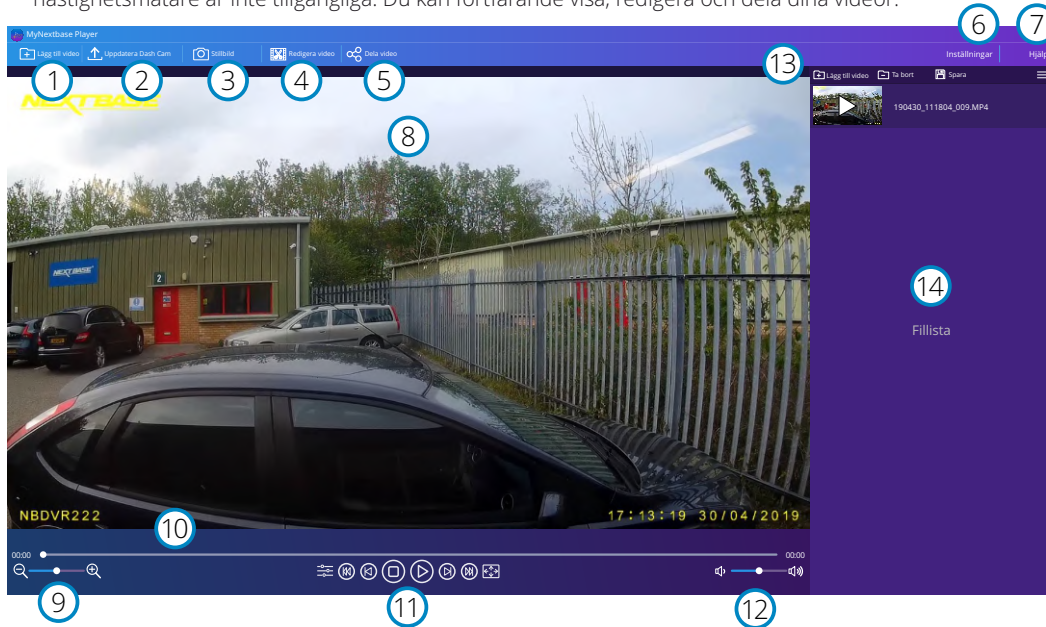 hastighetsmätare är inte tillgängliga. Du kan fortfarande visa, redigera och dela dina videor.
6
7
MyNextbase Player
Lägg till video
Uppdatera Dash Cam
Stillbild
Redigera video
Dela video
Inställningar
Hjälp
1
2
3
4
5
13
Lägg till video
Ta bort
Spara
NEXTBASE
190430_111804_009.MP4
8
NEXTBASE
2
14
Fillista
NBDVR222
17:13:19 30/04/2019
10
00:00
00:00
9
11
12